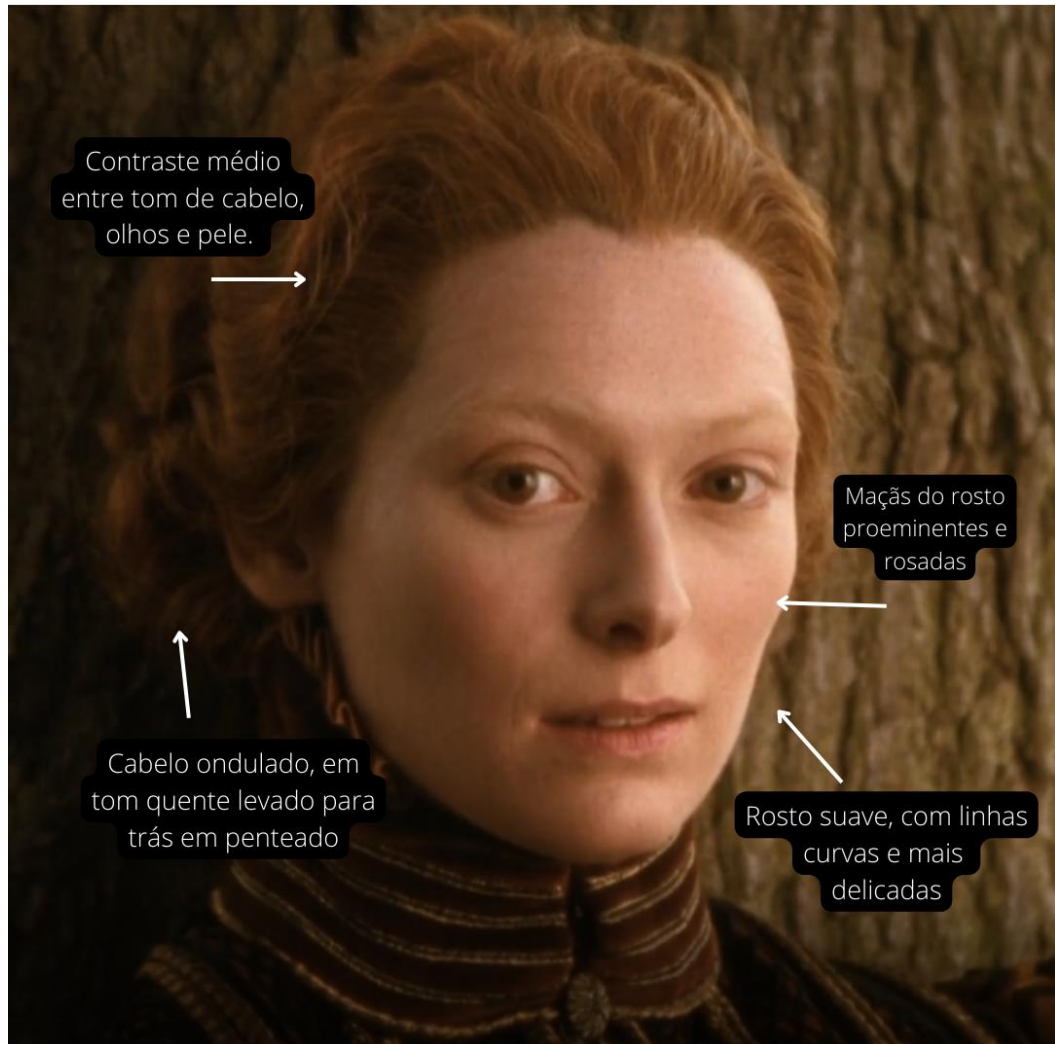 Contraste médio
entre tom de cabelo,
olhos e pele.
Maçãs do rosto
proeminentes e
rosadas
Cabelo ondulado, em
tom quente levado para
trás em penteado
Rosto suave, com linhas
curvas e mais
delicadas